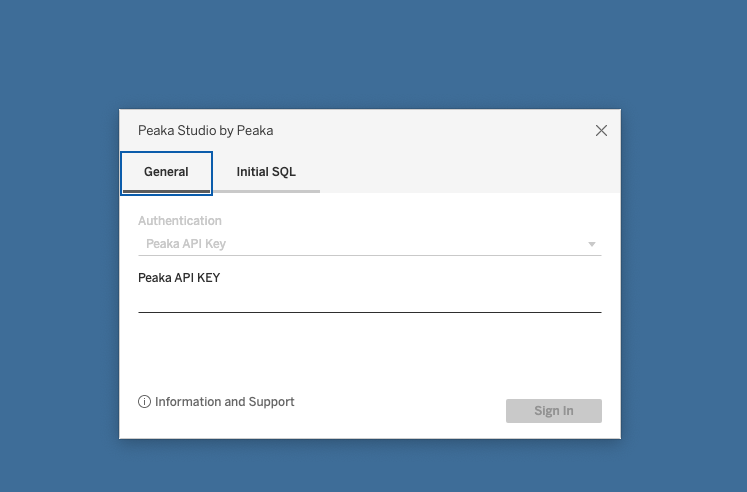 Peaka Studio by Peaka
General Initial SQL
Authentication
Peaka API Key
Peaka API KEY
Information and Support
Sign In